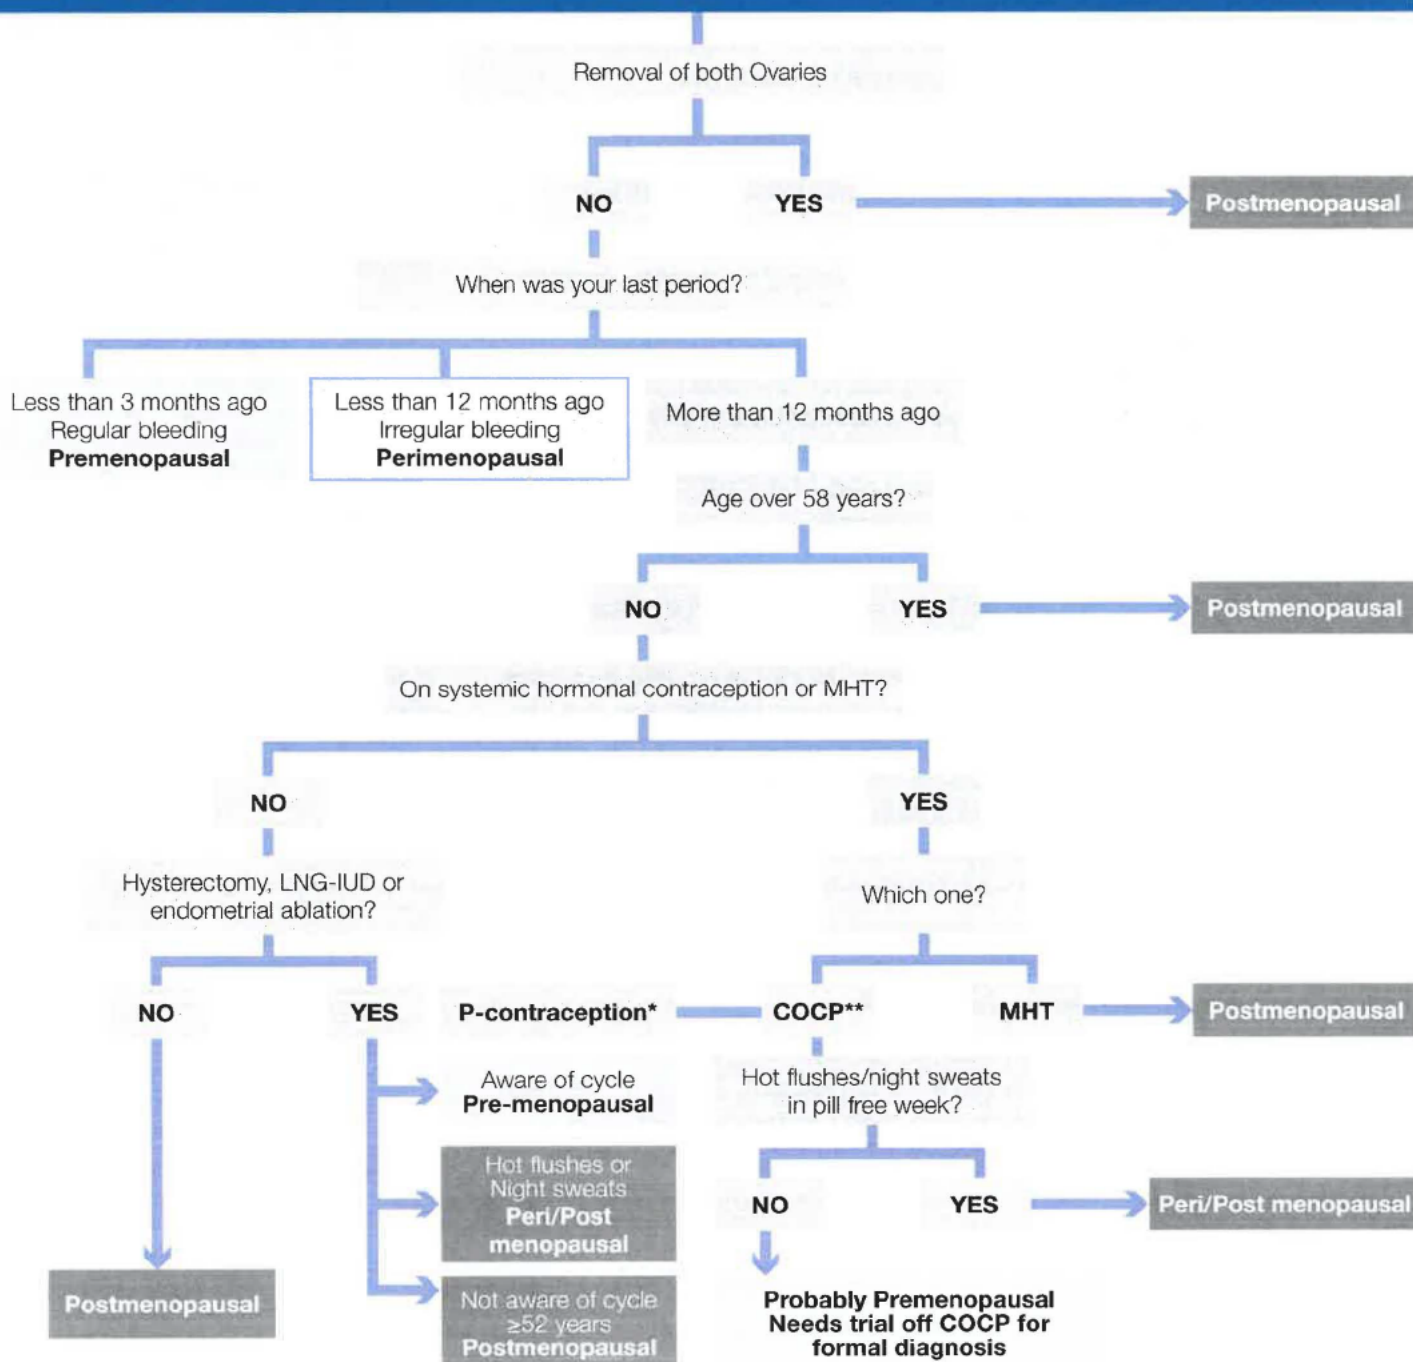 Removal of both Ovaries
NO
YES
Postmenopausal
When was your last period?
Less than 3 months ago
Regular bleeding
Premenopausal
Less than 12 months ago
Irregular bleeding
Perimenopausal
More than 12 months ago
Age over 58 years?
NO
YES
Postmenopausal
On systemic hormonal contraception or MHT?
NO
YES
Hysterectomy, LNG-IUD or
endometrial ablation?
Which one?
NO
YES
P-contraception*
COCP**
MHT
Postmenopausal
Aware of cycle
Pre-menopausal
Hot flushes/night sweats
in pill free week?
Hot flushes or
Night sweats
Peri/Post
menopausal
NO
YES
Peri/Post menopausal
Postmenopausal
Not aware of cycle
≥52 years
Postmenopausal
Probably Premenopausal
Needs trial off COCP for
formal diagnosis